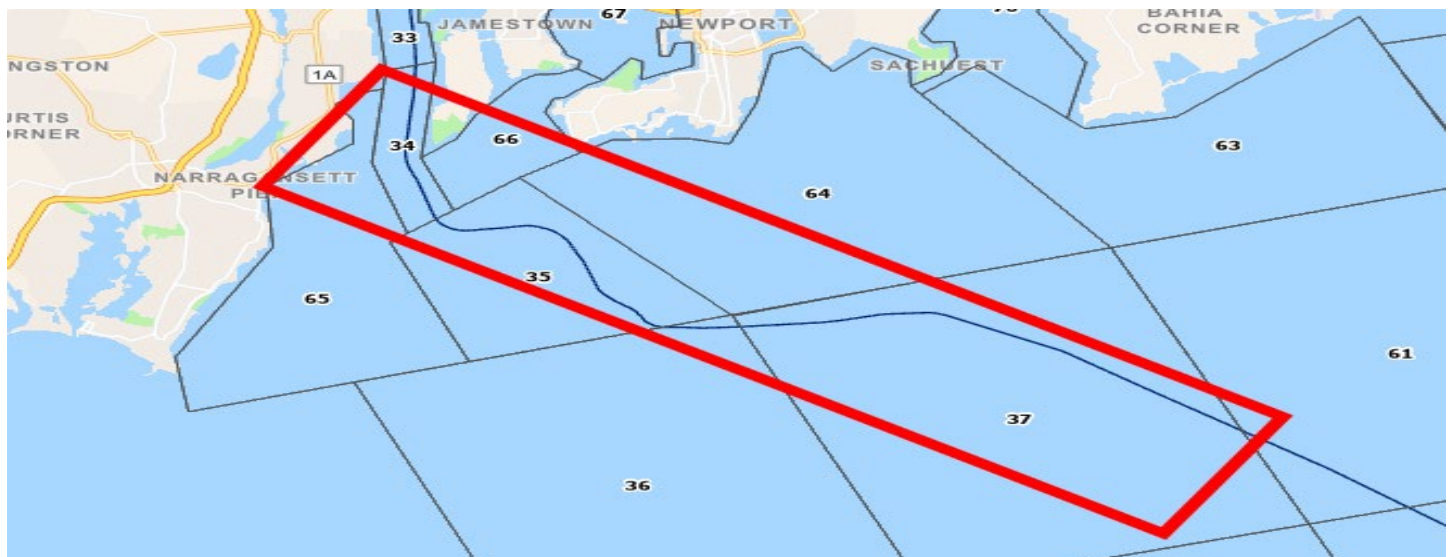 67
JAMESTOWN
NEWPORT
BAHIA
CORNER
33
NGSTON
1A
SACHUEST
URTIS
ORNER
34
66
63
NARRAGANSETT
64
35
65
61
37
36